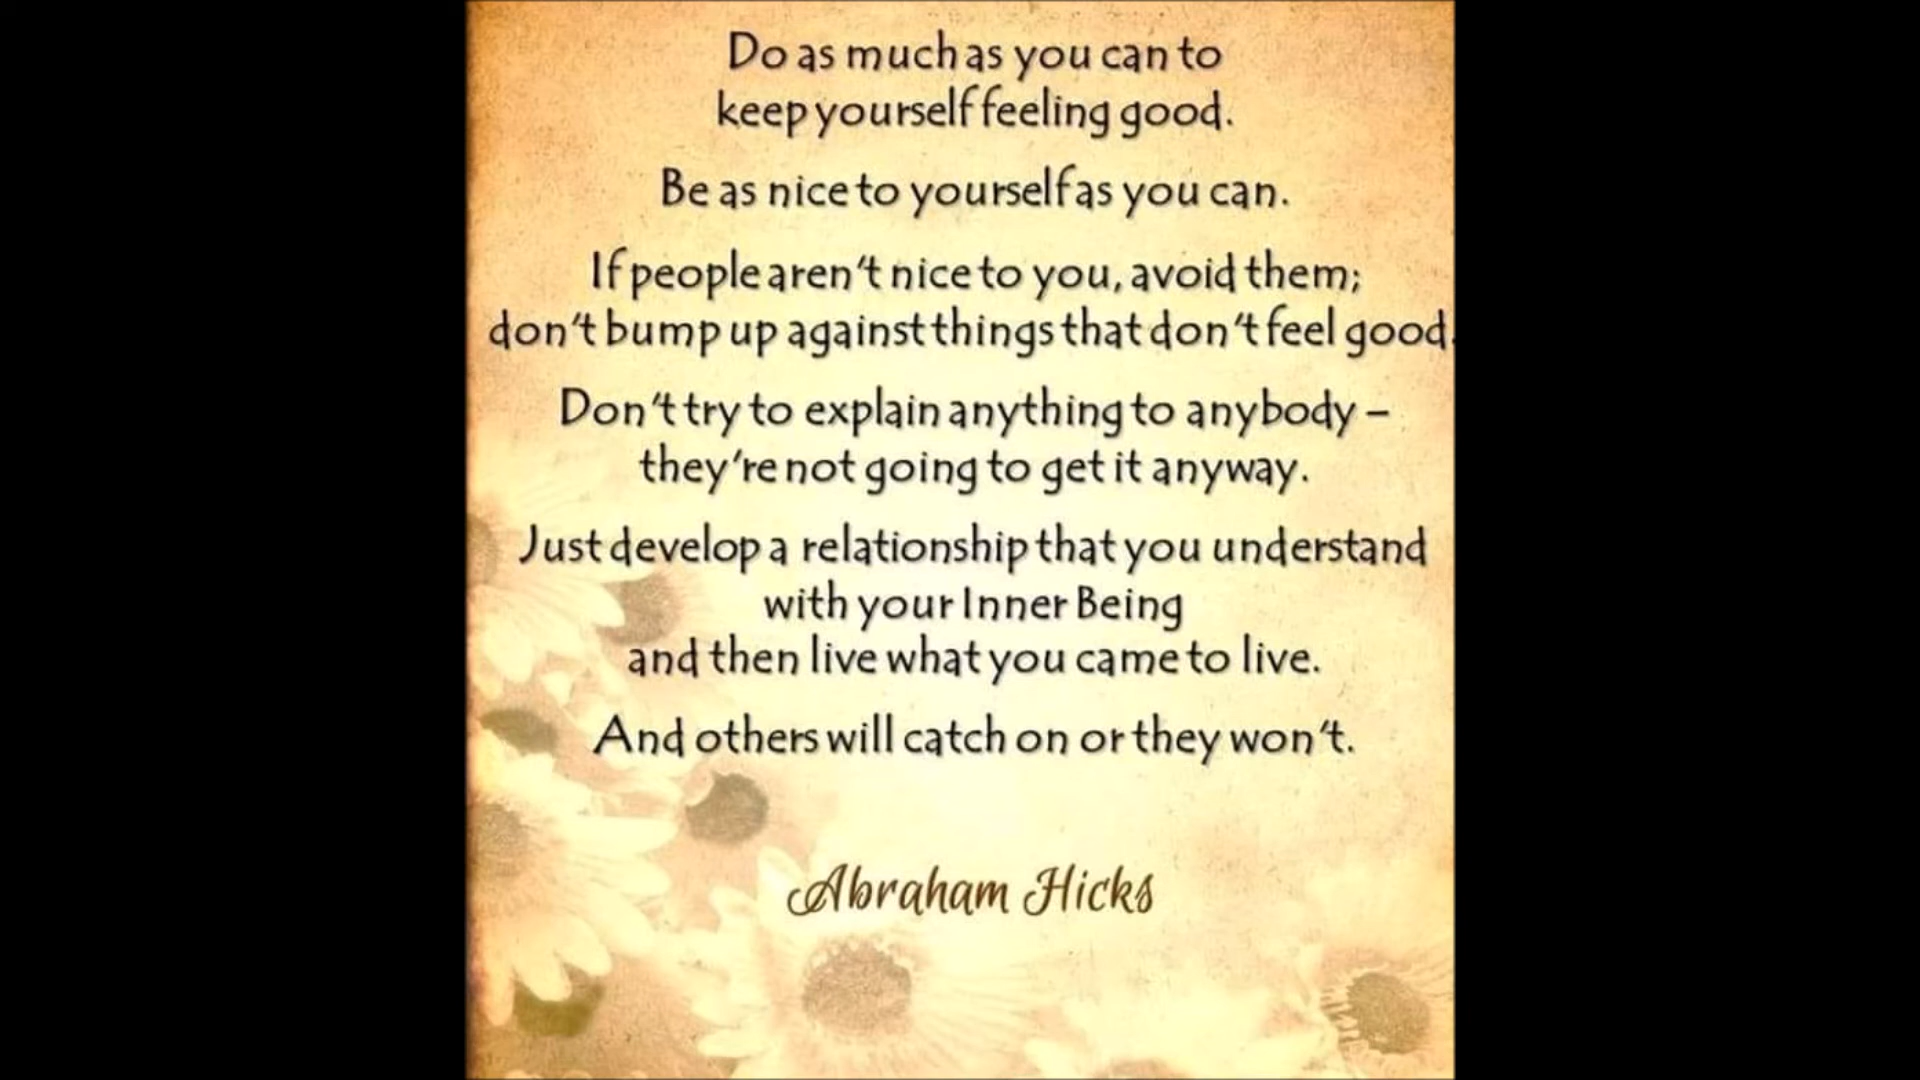 Do as much as you can to
keep yourself feeling good.
Be as nice to yourself as you can.
If people aren't nice to you, avoid them;
don't bump up against things that don't feel good.
Don't try to explain anything to anybody –
they're not going to get it anyway.
Just develop a relationship that you understand
with your Inner Being
and then live what you came to live.
And others will catch on or they won't.
Abraham Hicks